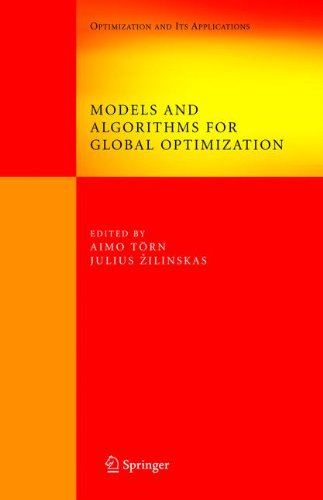 OPTIMIZATION AND ITS APPLICATIONS
MODELS AND
ALGORITHMS FOR
GLOBAL OPTIMIZATION
EDITED BY
AIMO TÖRN
JULIUS ŽILINSKAS
Springer